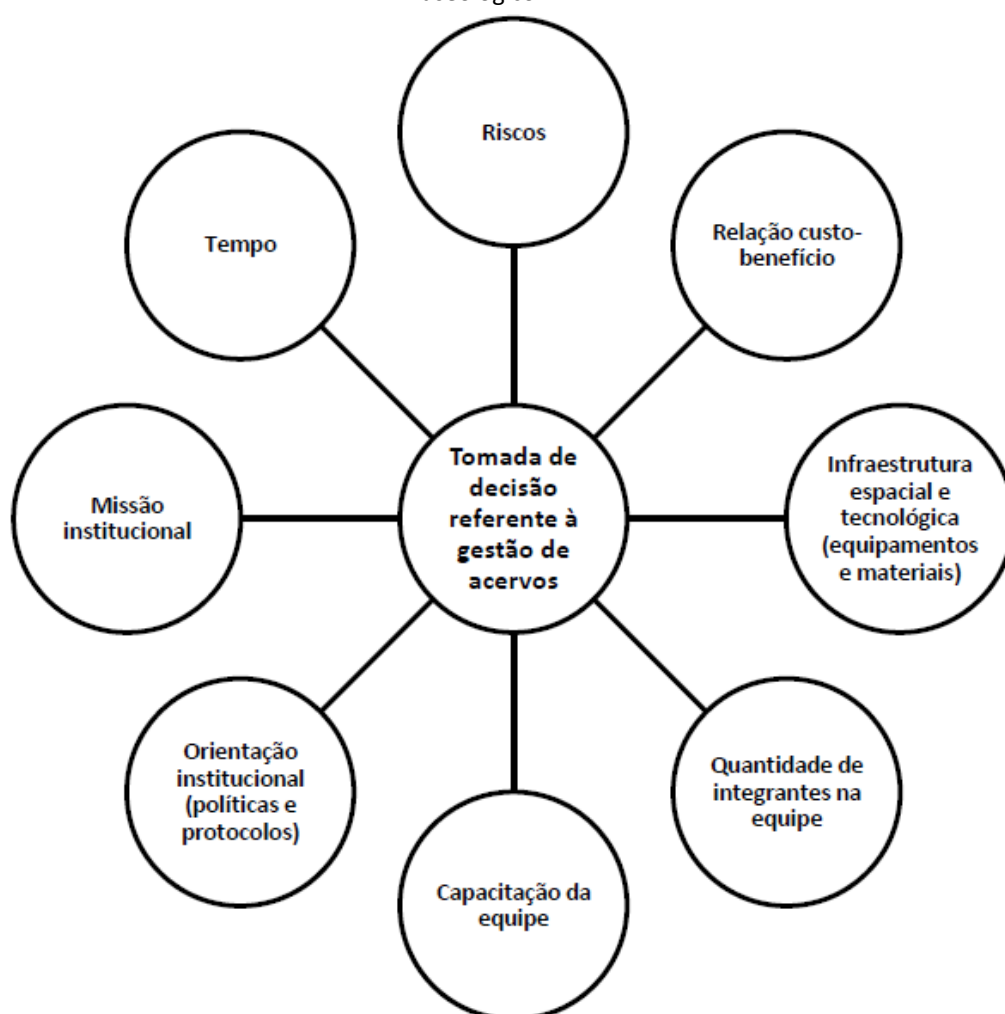 Riscos
Tempo
Relação custo-
benefício
Missão
institucional
Tomada de
decisão
referente à
gestão de
acervos
Infraestrutura
espacial e
tecnológica
(equipamentos
e materiais)
Orientação
institucional
(políticas e
protocolos)
Quantidade de
integrantes na
equipe
Capacitação da
equipe